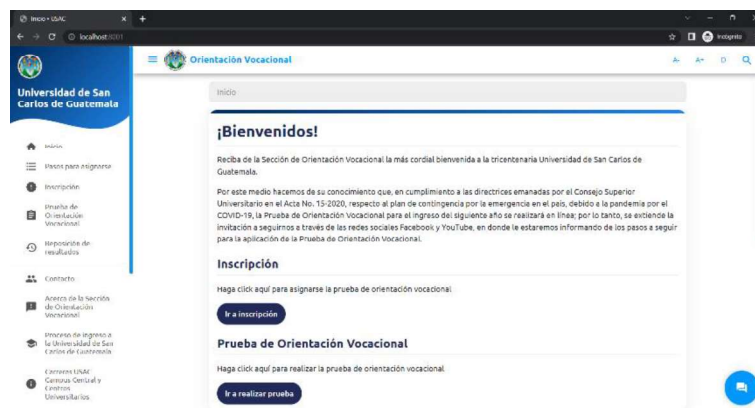 Inicio • USAC
localhost:8001
Incógnito
Universidad de San
Carlos de Guatemala
Inicio
Pasos para asignarse
Inscripción
Prueba de
Orientación
Vocacional
Reposición de
resultados
Contacto
Acerca de la Sección
de Orientación
Vocacional
Proceso de ingreso a
la Universidad de San
Carlos de Guatemala
Carreras USAC
Campus Central y
Centros
Universitarios
Orientación Vocacional
A-
A+
Inicio
¡Bienvenidos!
Reciba de la Sección de Orientación Vocacional la más cordial bienvenida a la tricentenaria Universidad de San Carlos de
Guatemala.
Por este medio hacemos de su conocimiento que, en cumplimiento a las directrices emanadas por el Consejo Superior
Universitario en el Acta No. 15-2020, respecto al plan de contingencia por la emergencia en el país, debido a la pandemia por el
COVID-19, la Prueba de Orientación Vocacional para el ingreso del siguiente año se realizará en línea; por lo tanto, se extiende la
invitación a seguirnos a través de las redes sociales Facebook y YouTube, en donde le estaremos informando de los pasos a seguir
para la aplicación de la Prueba de Orientación Vocacional.
Inscripción
Haga click aquí para asignarse la prueba de orientación vocacional
Ir a inscripción
Prueba de Orientación Vocacional
Haga click aquí para realizar la prueba de orientación vocacional
Ir a realizar prueba